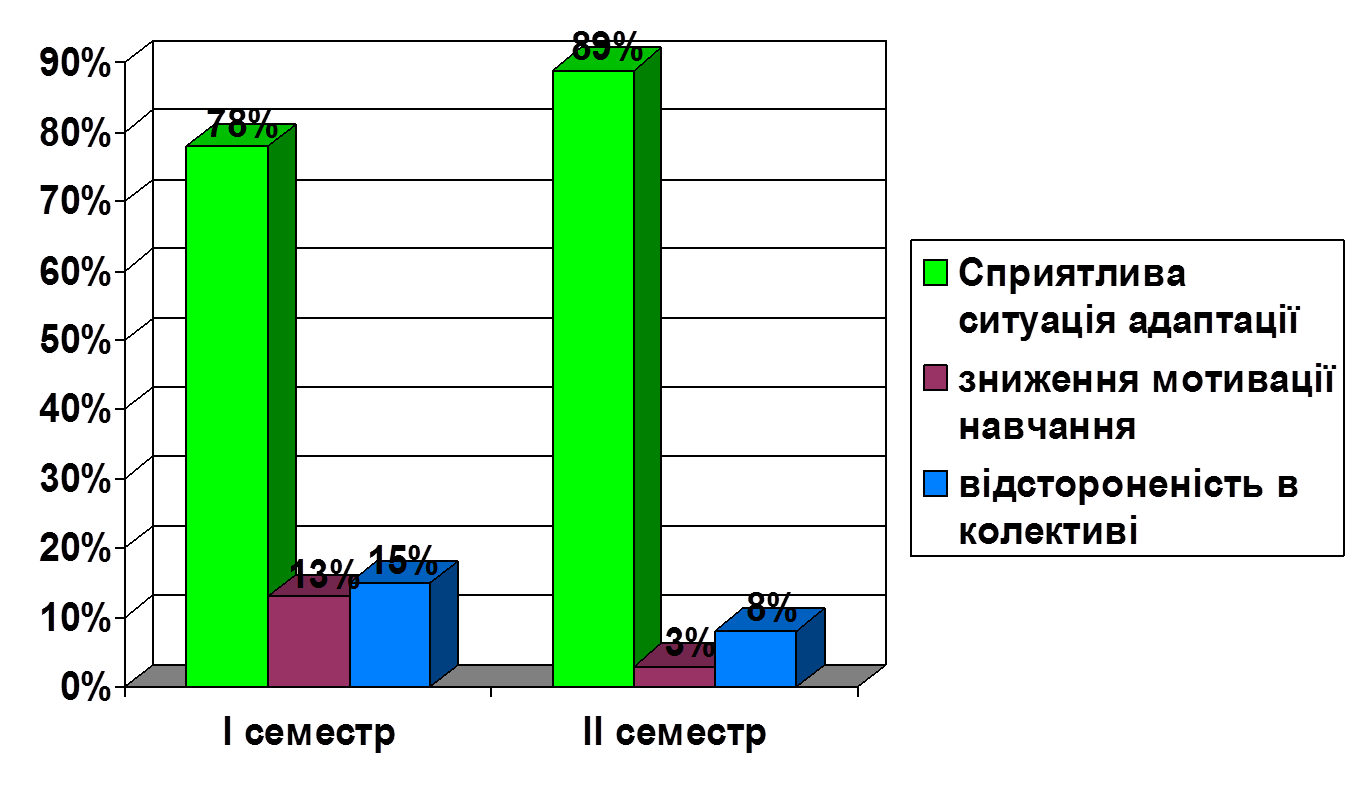 90%
80%
70%
60%
50%
40%
30%
20%
10%
0%
78%
13%
15%
89%
3%
8%
І семестр
ІІ семестр
Сприятлива
ситуація адаптації
зниження мотивації
навчання
відстороненість в
колективі